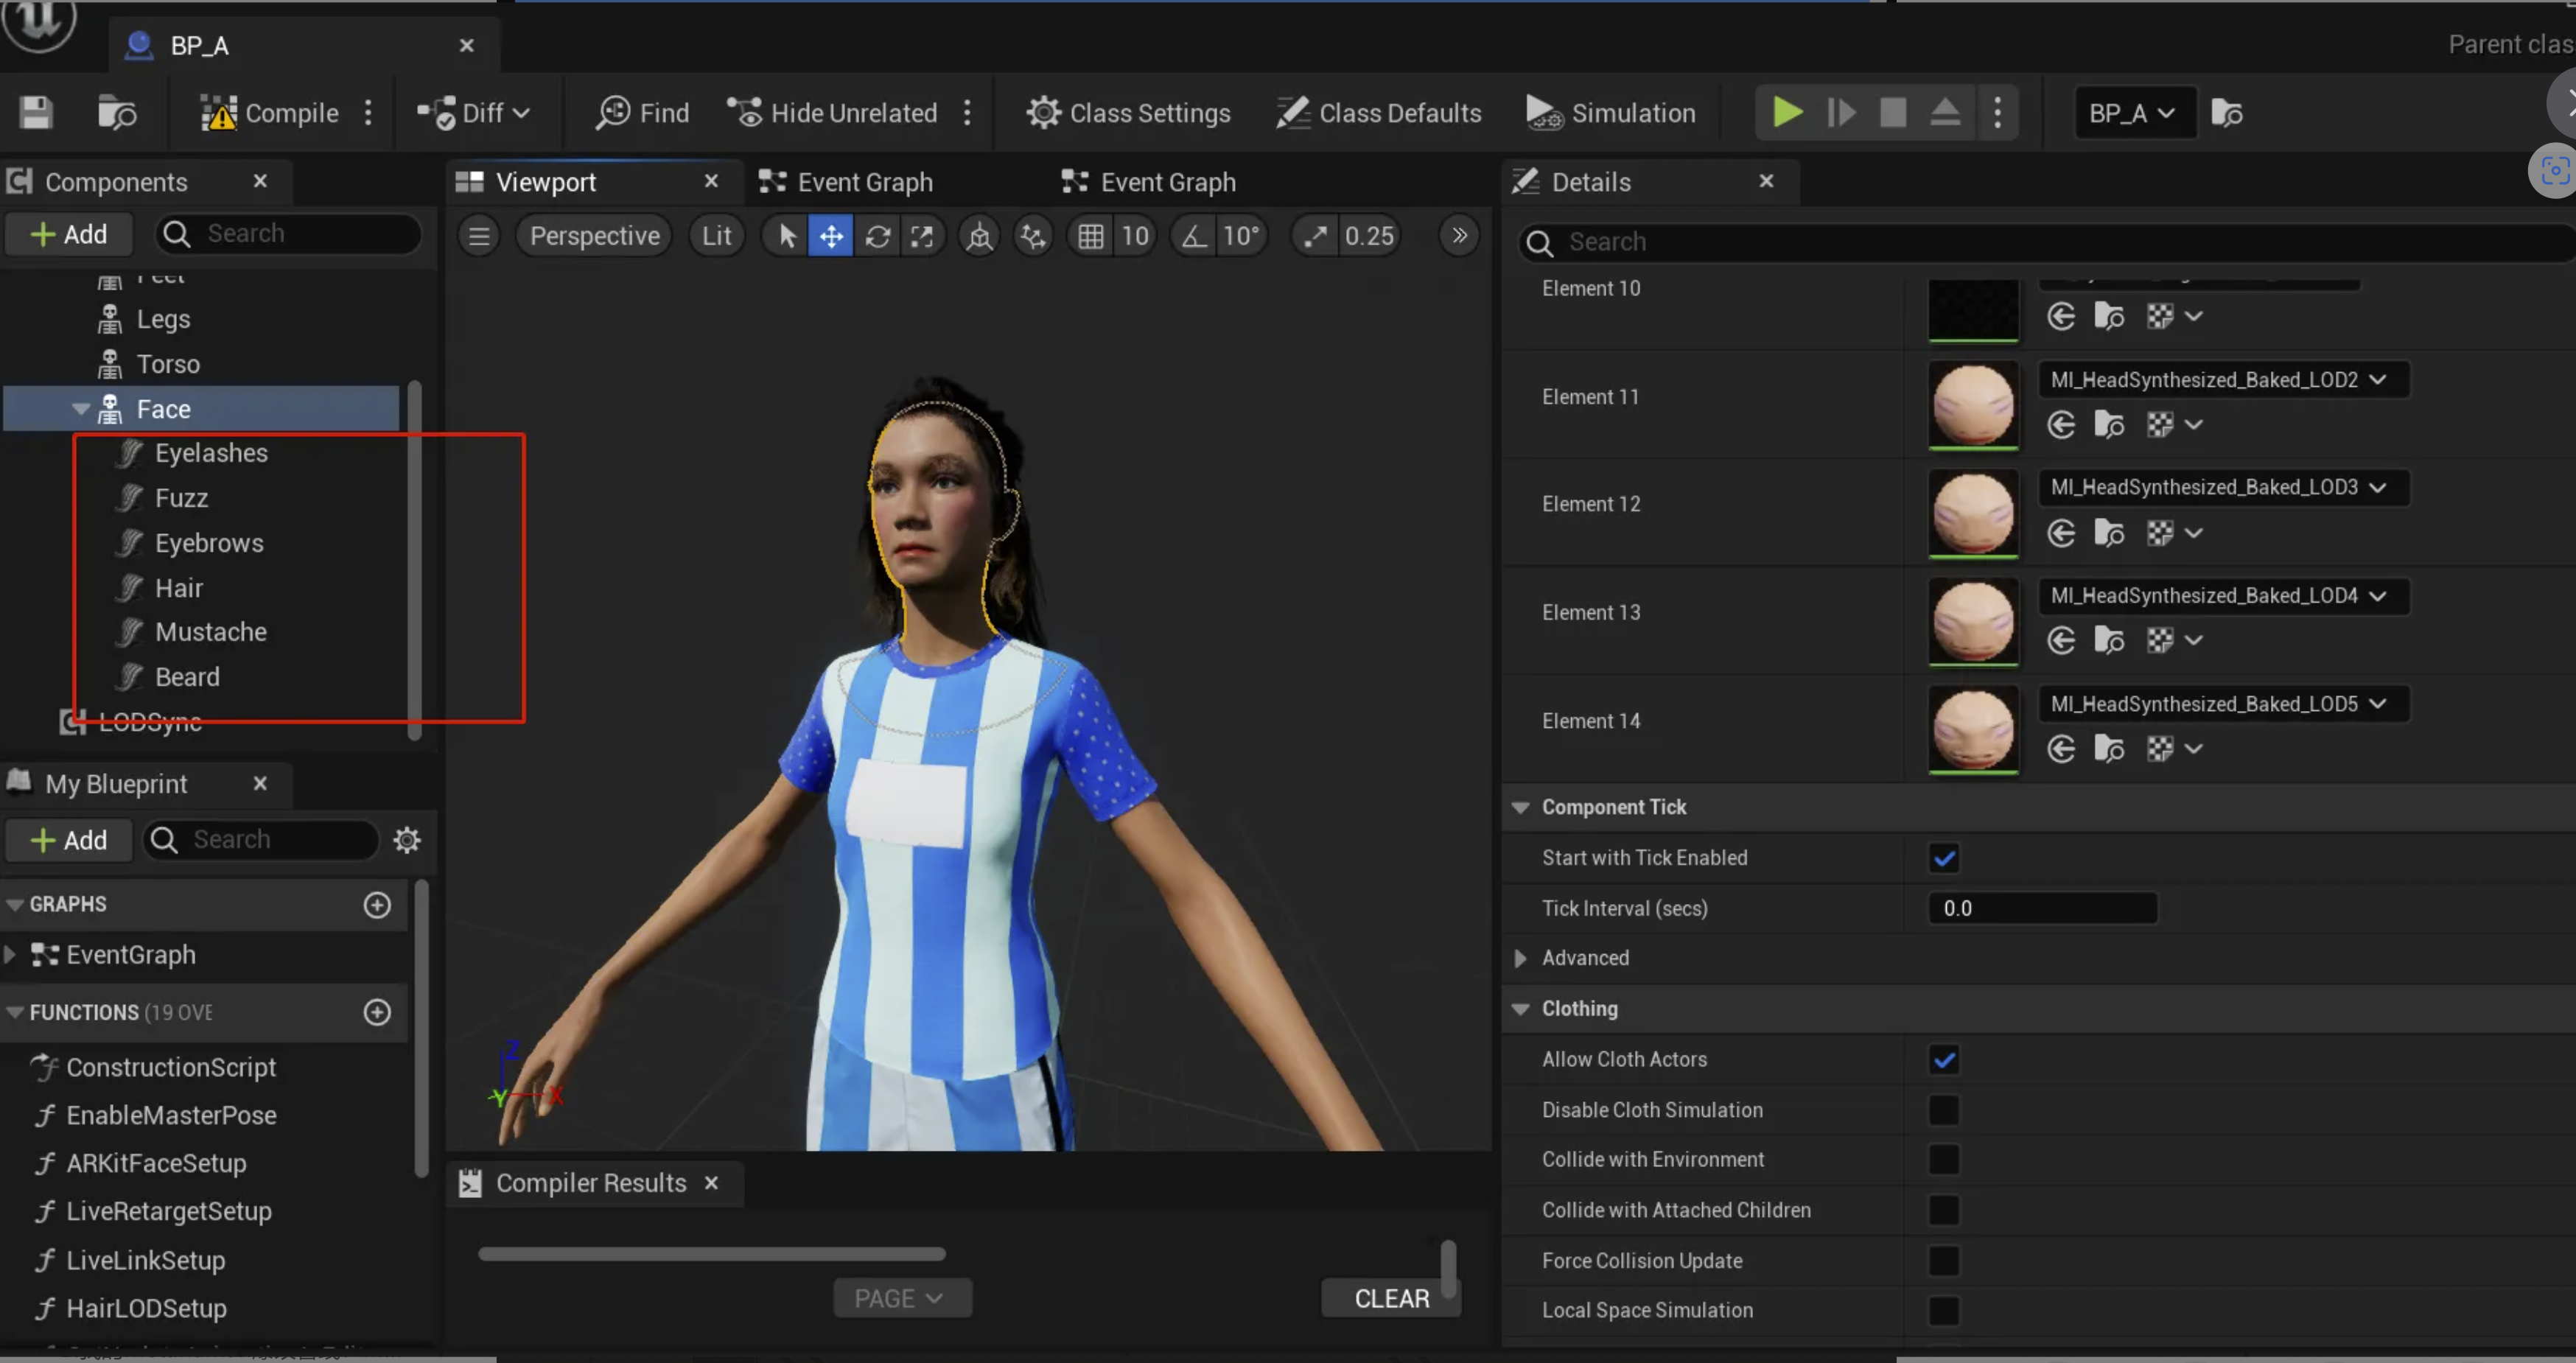 BP_A
Parent clas
Compile
Diff
Find
Hide Unrelated
Class Settings
Class Defaults
Simulation
BP_A
Components
Add
Search
Feet
Legs
Torso
Face
Eyelashes
Fuzz
Eyebrows
Hair
Mustache
Beard
LODSync
My Blueprint
Add
Search
GRAPHS
EventGraph
FUNCTIONS (19 OVE
ConstructionScript
EnableMasterPose
ARKitFaceSetup
LiveRetargetSetup
LiveLinkSetup
HairLODSetup
Viewport
Event Graph
Event Graph
Perspective
Lit
10
10°
0.25
Z
Y
X
Compiler Results
PAGE
CLEAR
Details
Search
Element 10
Element 11
MI_HeadSynthesized_Baked_LOD2
Element 12
MI_HeadSynthesized_Baked_LOD3
Element 13
MI_HeadSynthesized_Baked_LOD4
Element 14
MI_HeadSynthesized_Baked_LOD5
Component Tick
Start with Tick Enabled
Tick Interval (secs)
0.0
Advanced
Clothing
Allow Cloth Actors
Disable Cloth Simulation
Collide with Environment
Collide with Attached Children
Force Collision Update
Local Space Simulation